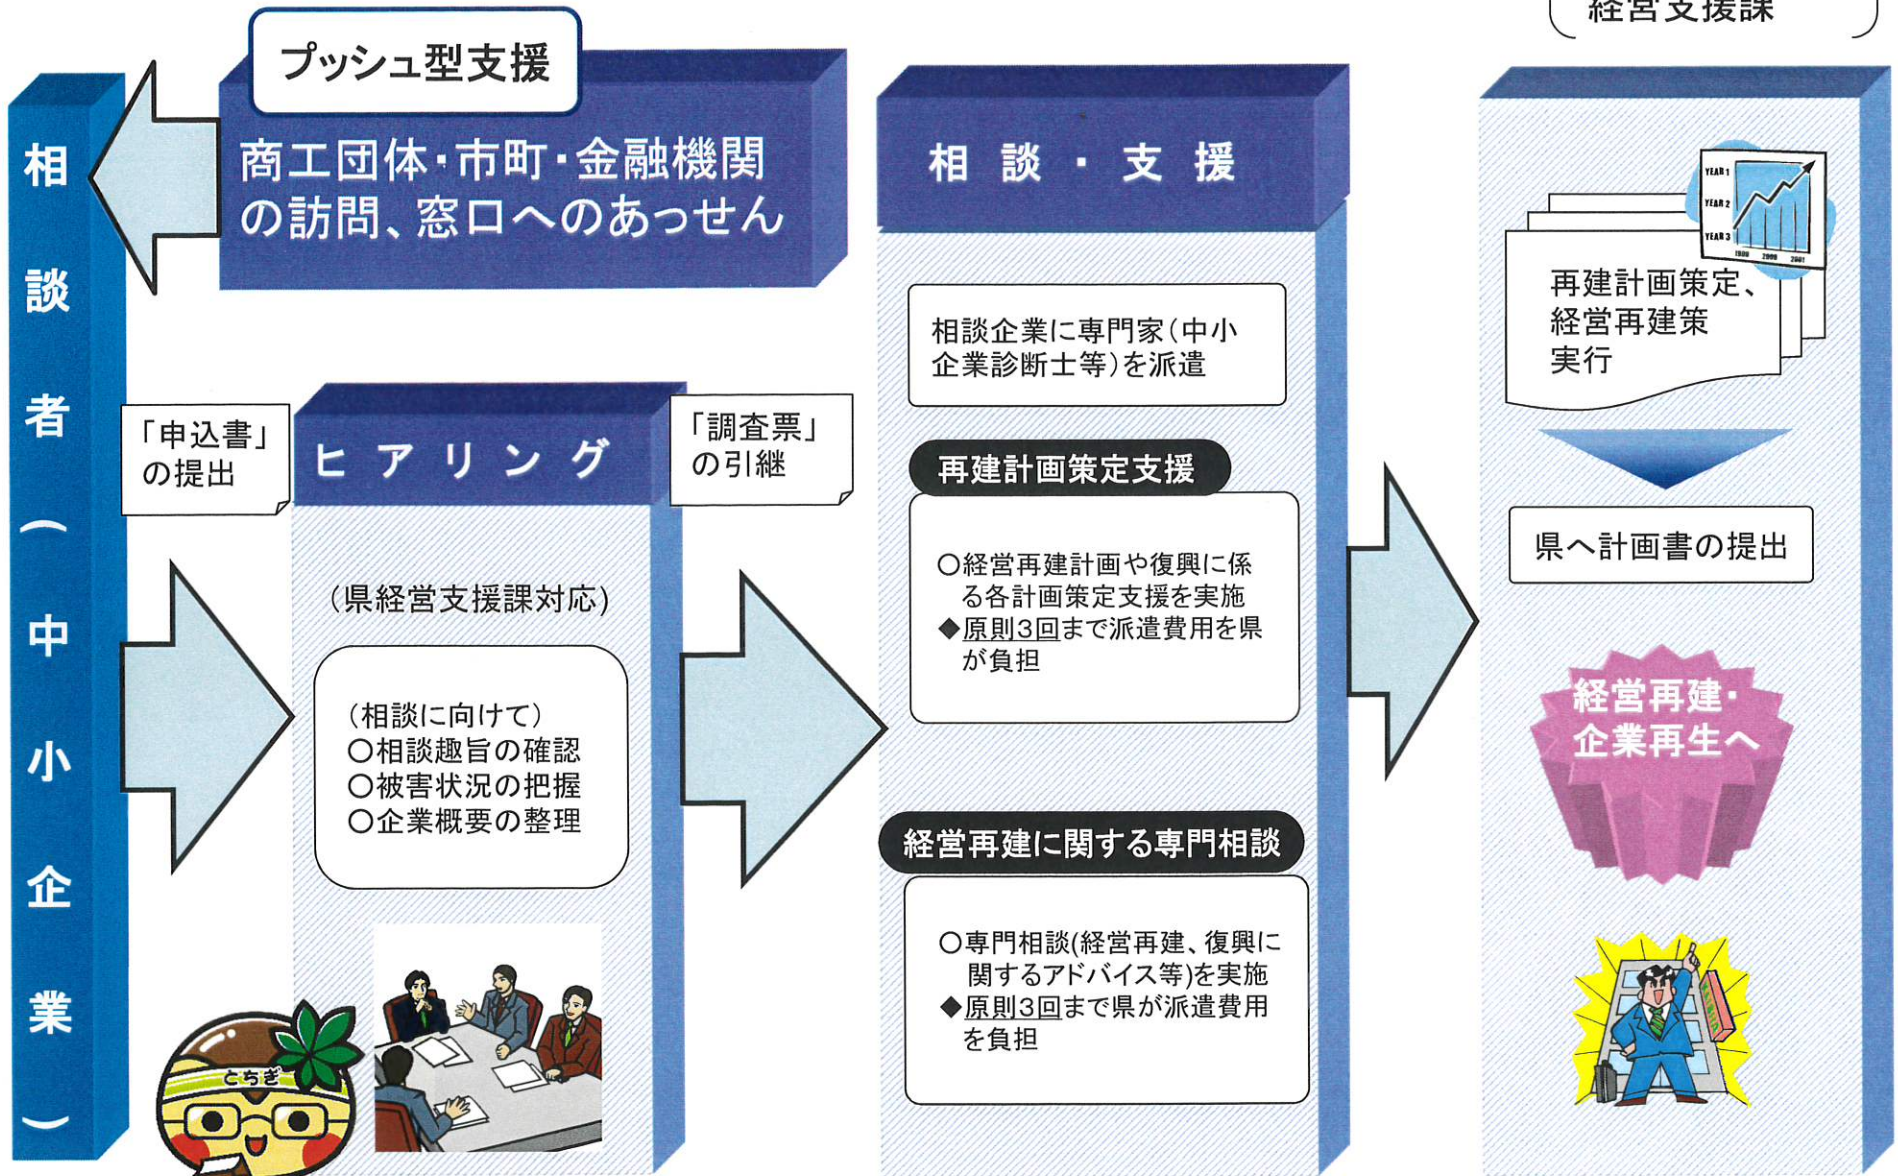 経営支援課
プッシュ型支援
商工団体・市町・金融機関
の訪問、窓口へのあっせん
相談者(中小企業)
「申込書」
の提出
ヒアリング
(県経営支援課対応)
(相談に向けて)
○相談趣旨の確認
○被害状況の把握
○企業概要の整理
とちぎ
「調査票」
の引継
相談・支援
相談企業に専門家(中小
企業診断士等)を派遣
再建計画策定支援
○経営再建計画や復興に係
る各計画策定支援を実施
◆原則3回まで派遣費用を県
が負担
経営再建に関する専門相談
○専門相談(経営再建、復興に
関するアドバイス等)を実施
◆原則3回まで県が派遣費用
を負担
YEAR 1
YEAR 2
YEAR 3
1999 2000 2001
再建計画策定、
経営再建策
実行
県へ計画書の提出
経営再建・
企業再生へ